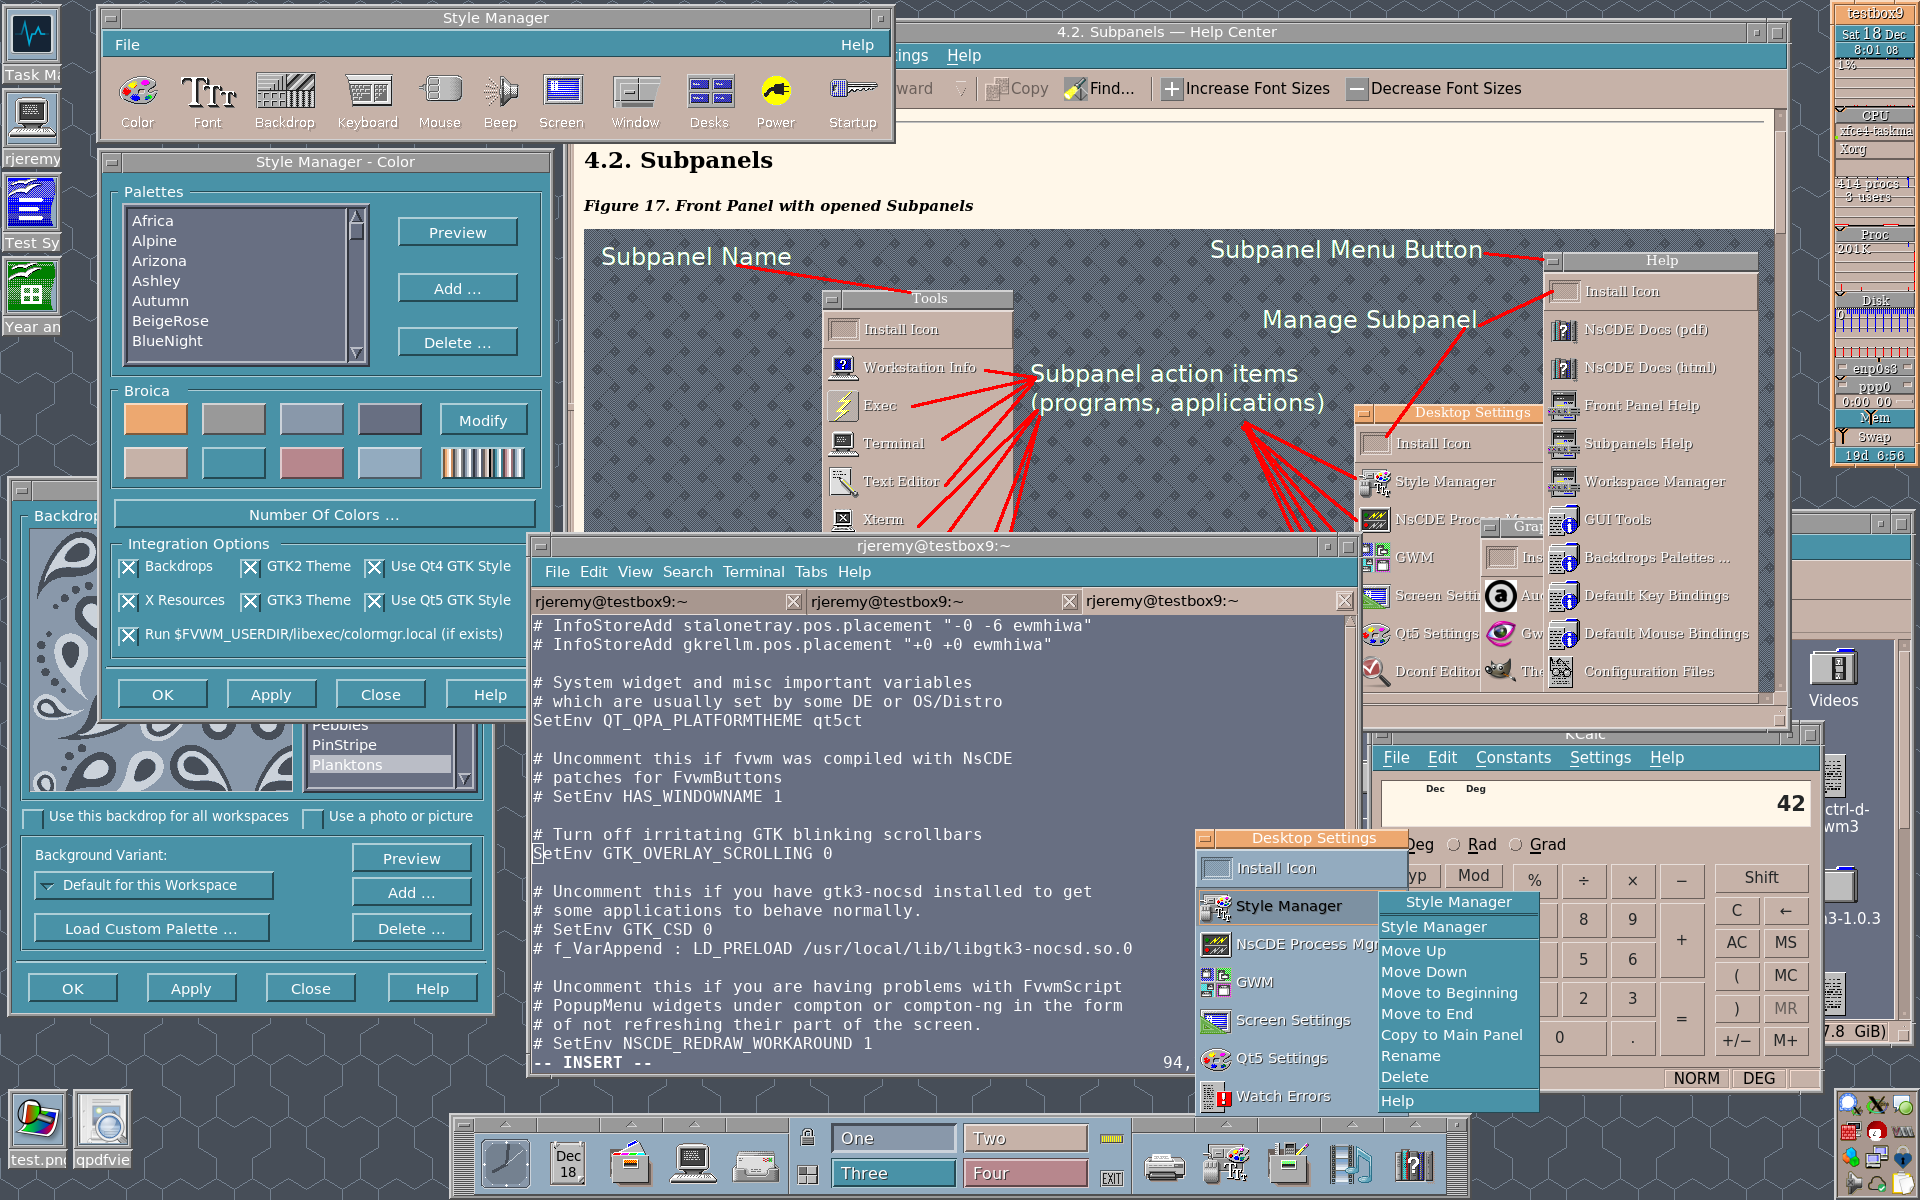 Style Manager
File Help
Color Font Backdrop Keyboard Mouse Beep Screen Window Desks Power Startup
4.2. Subpanels — Help Center
Help
Copy Find... Increase Font Sizes Decrease Font Sizes
4.2. Subpanels
Figure 17. Front Panel with opened Subpanels
Subpanel Name
Subpanel Menu Button
Manage Subpanel
Subpanel action items
(programs, applications)
Tools
Install Icon
Workstation Info
Exec
Terminal
Text Editor
Xterm
Desktop Settings
Install Icon
Style Manager
GWM
Qt5 Settings
Dconf Editor
Help
Install Icon
NsCDE Docs (pdf)
NsCDE Docs (html)
Front Panel Help
Subpanels Help
Workspace Manager
GUI Tools
Backdrops Palettes ...
Default Key Bindings
Default Mouse Bindings
Configuration Files
Style Manager - Color
Palettes
Africa
Alpine
Arizona
Ashley
Autumn
BeigeRose
BlueNight
Preview
Add ...
Delete ...
Broica
Modify
Number Of Colors ...
Integration Options
Backdrops GTK2 Theme Use Qt4 GTK Style
X Resources GTK3 Theme Use Qt5 GTK Style
Run $FVWM_USERDIR/libexec/colormgr.local (if exists)
OK Apply Close Help
Pebbles
PinStripe
Planktons
Use this backdrop for all workspaces Use a photo or picture
Background Variant:
Default for this Workspace
Load Custom Palette ...
Preview
Add ...
Delete ...
OK Apply Close Help
rjeremy@testbox9:~
File Edit View Search Terminal Tabs Help
rjeremy@testbox9:~ rjeremy@testbox9:~ rjeremy@testbox9:~
# InfoStoreAdd stalonetray.pos.placement "-0 -6 ewmhiwa"
# InfoStoreAdd gkrellm.pos.placement "+0 +0 ewmhiwa"
# System widget and misc important variables
# which are usually set by some DE or OS/Distro
SetEnv QT_QPA_PLATFORMTHEME qt5ct
# Uncomment this if fvwm was compiled with NsCDE
# patches for FvwmButtons
# SetEnv HAS_WINDOWNAME 1
# Turn off irritating GTK blinking scrollbars
SetEnv GTK_OVERLAY_SCROLLING 0
# Uncomment this if you have gtk3-nocsd installed to get
# some applications to behave normally.
# SetEnv GTK_CSD 0
# f_VarAppend : LD_PRELOAD /usr/local/lib/libgtk3-nocsd.so.0
# Uncomment this if you are having problems with FvwmScript
# PopupMenu widgets under compton or compton-ng in the form
# of not refreshing their part of the screen.
# SetEnv NSCDE_REDRAW_WORKAROUND 1
-- INSERT -- 94,
Desktop Settings
Install Icon
Style Manager
NsCDE Process Mgr
GWM
Screen Settings
Qt5 Settings
Watch Errors
Style Manager
Style Manager
Move Up
Move Down
Move to Beginning
Move to End
Copy to Main Panel
Rename
Delete
Help
KCalc
File Edit Constants Settings Help
Dec Deg
42
Deg Rad Grad
Mod % ÷ × − Shift
8 9 + C ←
5 6 AC MS
2 3 = ( MC
) MR
0 . +/− M+
NORM DEG
Videos
7.8 GiB)
testbox9
Sat 18 Dec
8:01 08
1%
CPU
xfce4-taskma
Xorg
414 procs
8 users
Proc
201K
Disk
0
enp0s3
ppp0
0:00 00
Mem
Swap
19d 6:56
Task Ma
rjeremy
Test Sy
Year an
test.png
qpdfvie
Dec
18
One Two
Three Four
EXIT